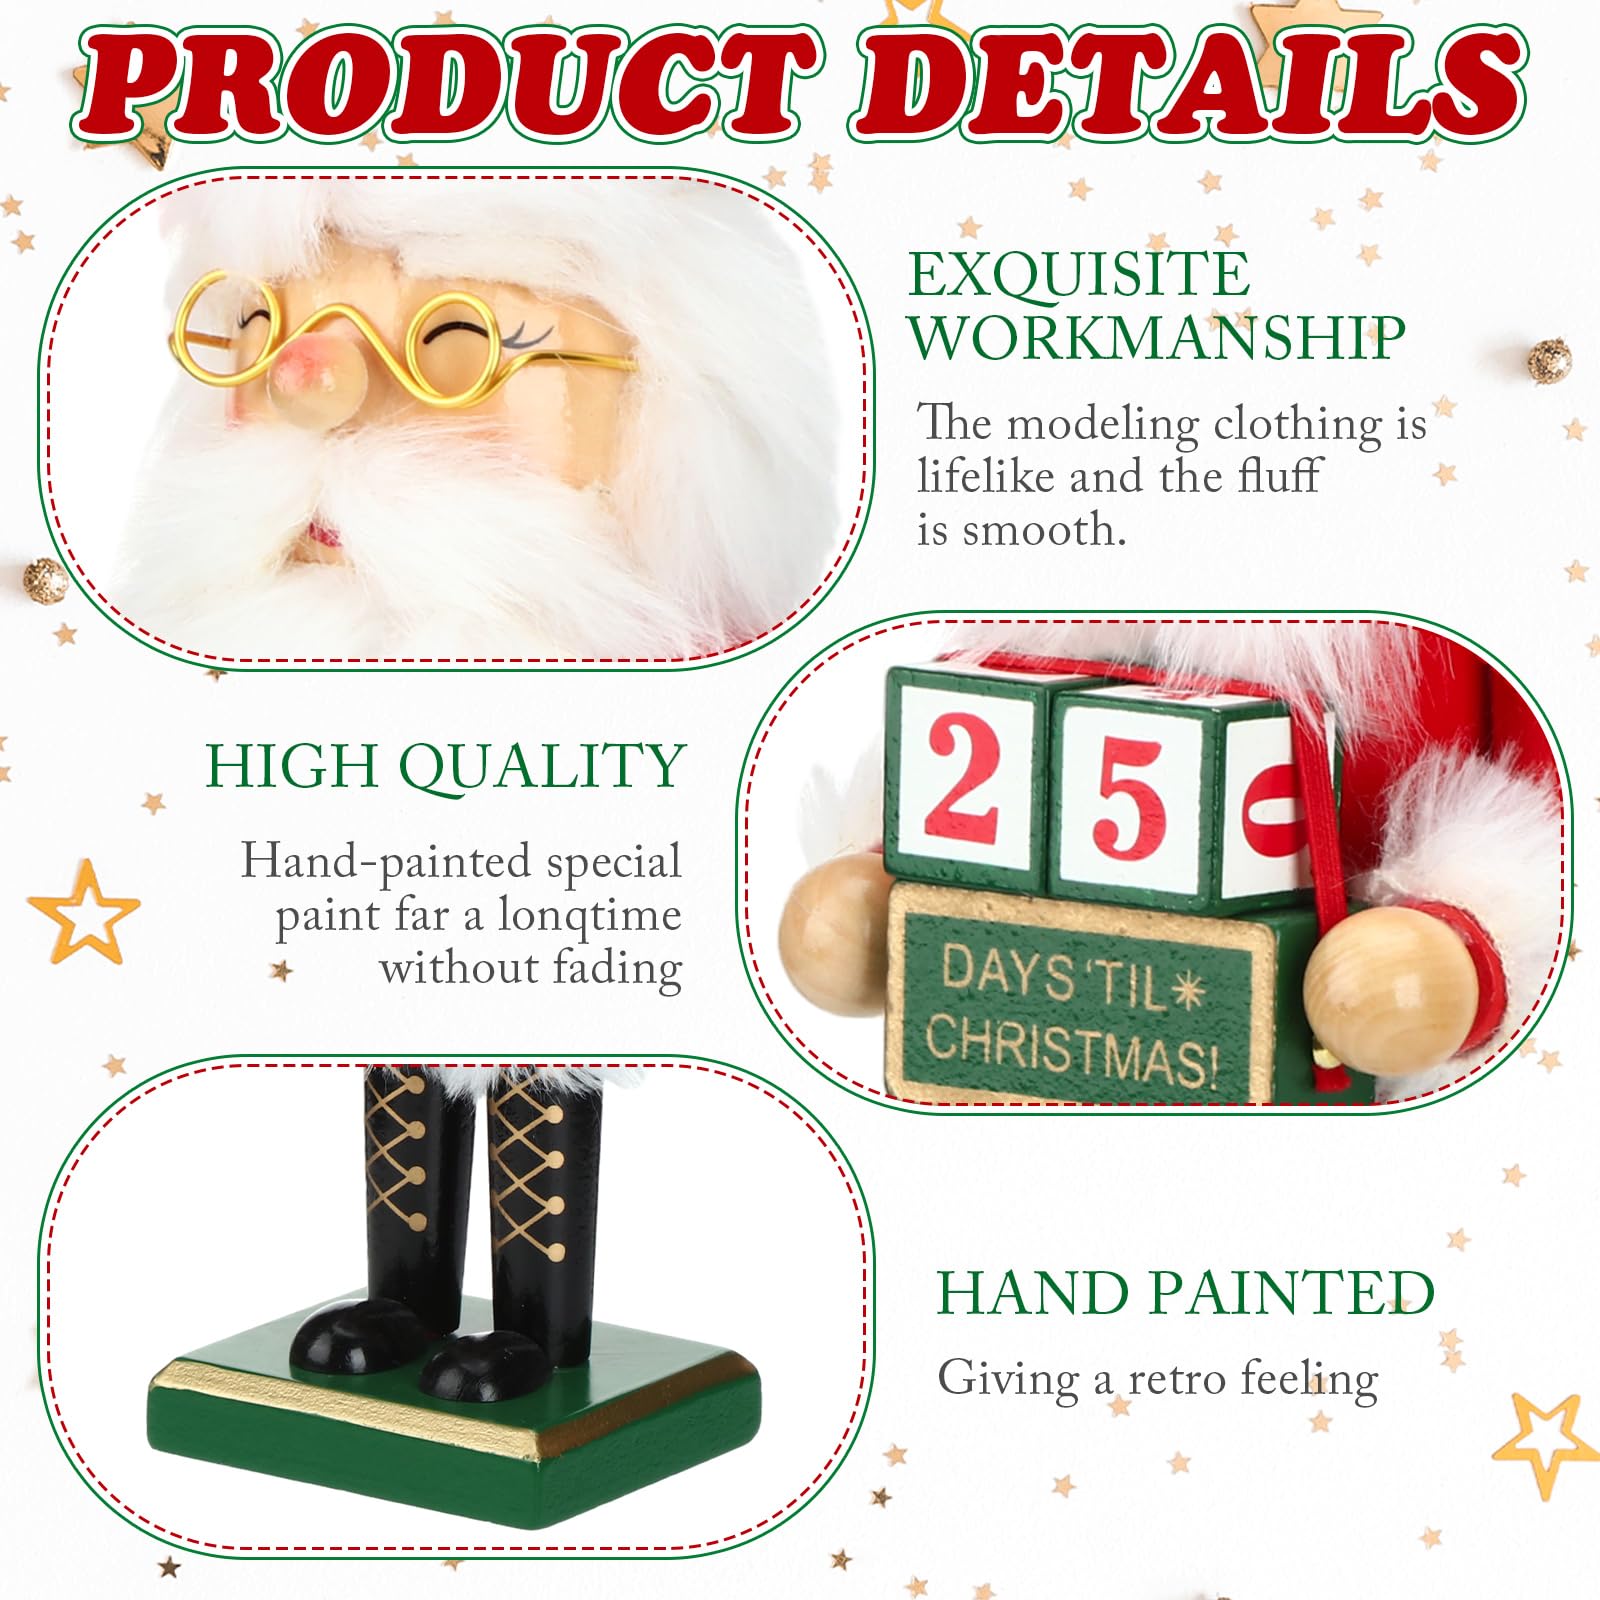 PRODUCT DETAILS
EXQUISITE
WORKMANSHIP
The modeling clothing is
lifelike and the fluff
is smooth.
HIGH QUALITY
Hand-painted special
paint far a lonqtime
without fading
2 5 0
DAYS 'TIL*
CHRISTMAS!
HAND PAINTED
Giving a retro feeling